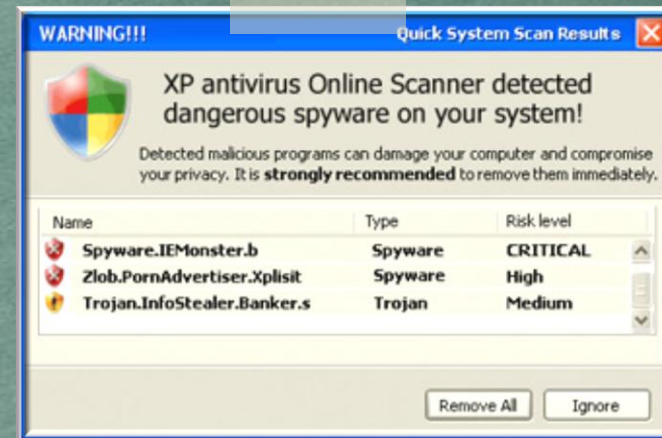 WARNING!!! Quick System Scan Results
XP antivirus Online Scanner detected
dangerous spyware on your system!
Detected malicious programs can damage your computer and compromise
your privacy. It is strongly recommended to remove them immediately.
Name Type Risk level
Spyware.IEMonster.b Spyware CRITICAL
Zlob.PornAdvertiser.Xplisit Spyware High
Trojan.InfoStealer.Banker.s Trojan Medium
Remove All Ignore